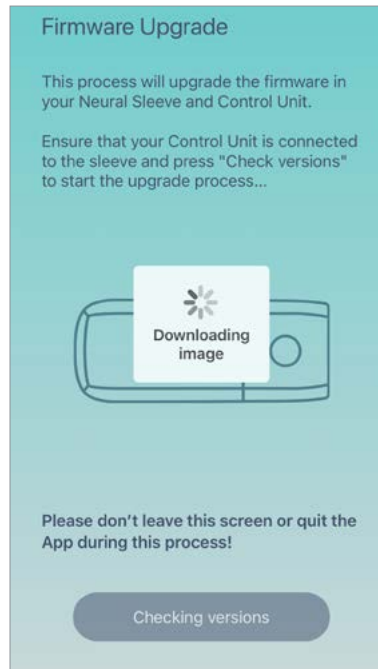 Firmware Upgrade
This process will upgrade the firmware in
your Neural Sleeve and Control Unit.
Ensure that your Control Unit is connected
to the sleeve and press "Check versions"
to start the upgrade process...
Downloading
image
Please don’t leave this screen or quit the
App during this process!
Checking versions